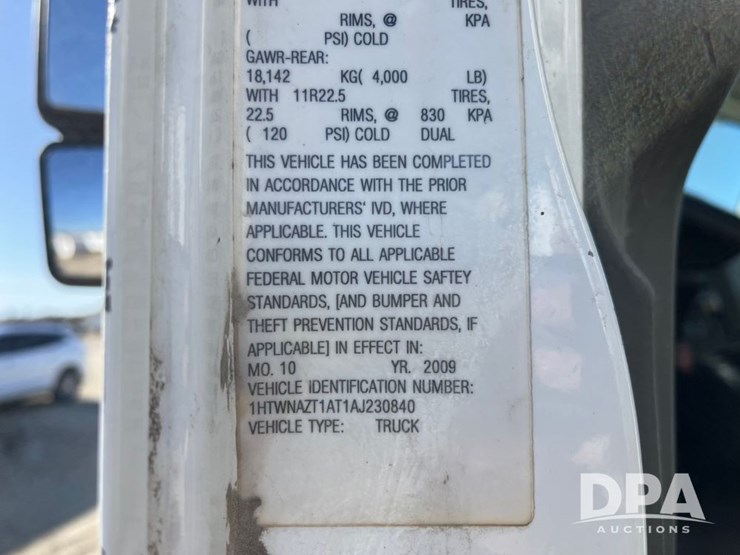 WITH TIRES,
RIMS, @ KPA
( PSI) COLD
GAWR-REAR:
18,142 KG( 4,000 LB)
WITH 11R22.5 TIRES,
22.5 RIMS, @ 830 KPA
( 120 PSI) COLD DUAL
THIS VEHICLE HAS BEEN COMPLETED
IN ACCORDANCE WITH THE PRIOR
MANUFACTURERS' IVD, WHERE
APPLICABLE. THIS VEHICLE
CONFORMS TO ALL APPLICABLE
FEDERAL MOTOR VEHICLE SAFTEY
STANDARDS, [AND BUMPER AND
THEFT PREVENTION STANDARDS, IF
APPLICABLE] IN EFFECT IN:
MO. 10 YR. 2009
VEHICLE IDENTIFICATION NUMBER:
1HTWNAZT1AT1AJ230840
VEHICLE TYPE: TRUCK
DPA
AUCTIONS